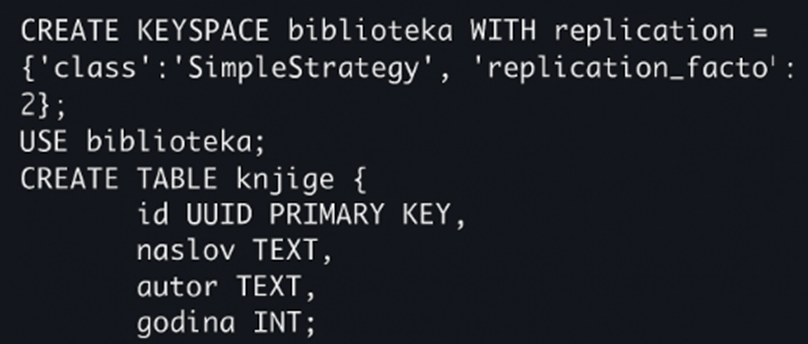 CREATE KEYSPACE biblioteka WITH replication =
{'class':'SimpleStrategy', 'replication_facto':
2};
USE biblioteka;
CREATE TABLE knjige {
id UUID PRIMARY KEY,
naslov TEXT,
autor TEXT,
godina INT;